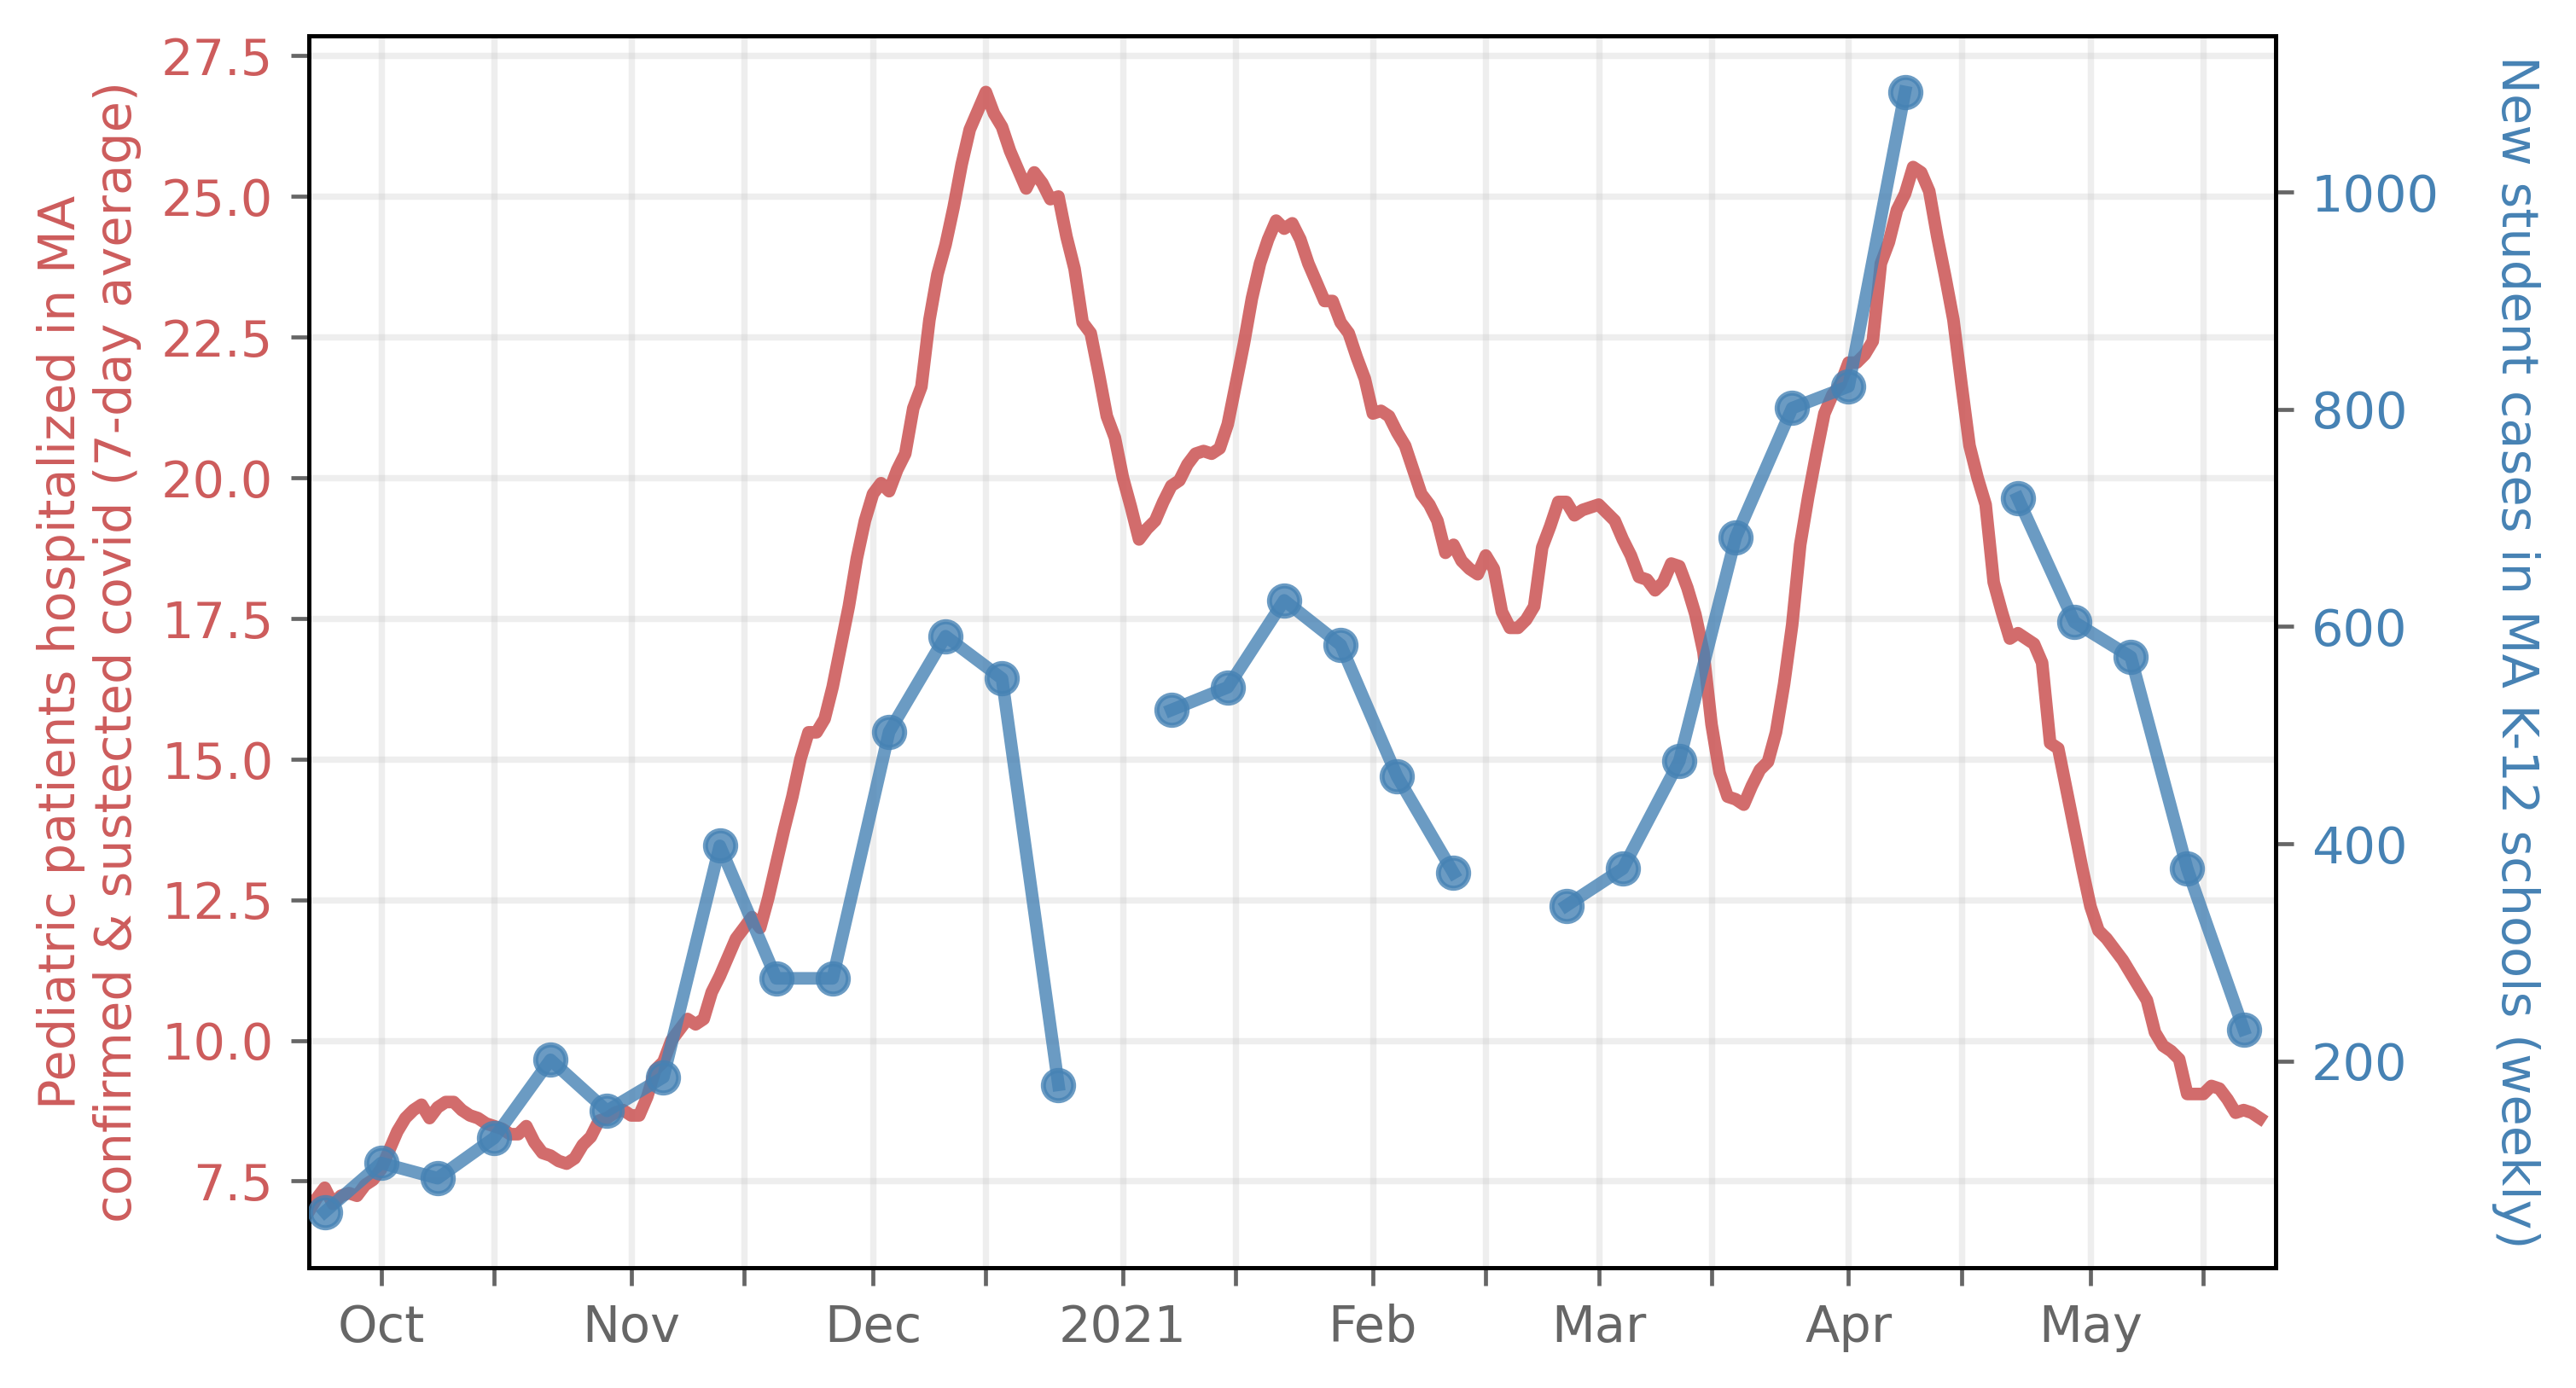 Pediatric patients hospitalized in MA
confirmed & sustected covid (7-day average)
27.5
25.0
22.5
20.0
17.5
15.0
12.5
10.0
7.5
Oct
Nov
Dec
2021
Feb
Mar
Apr
May
1000
800
600
400
200
New student cases in MA K-12 schools (weekly)